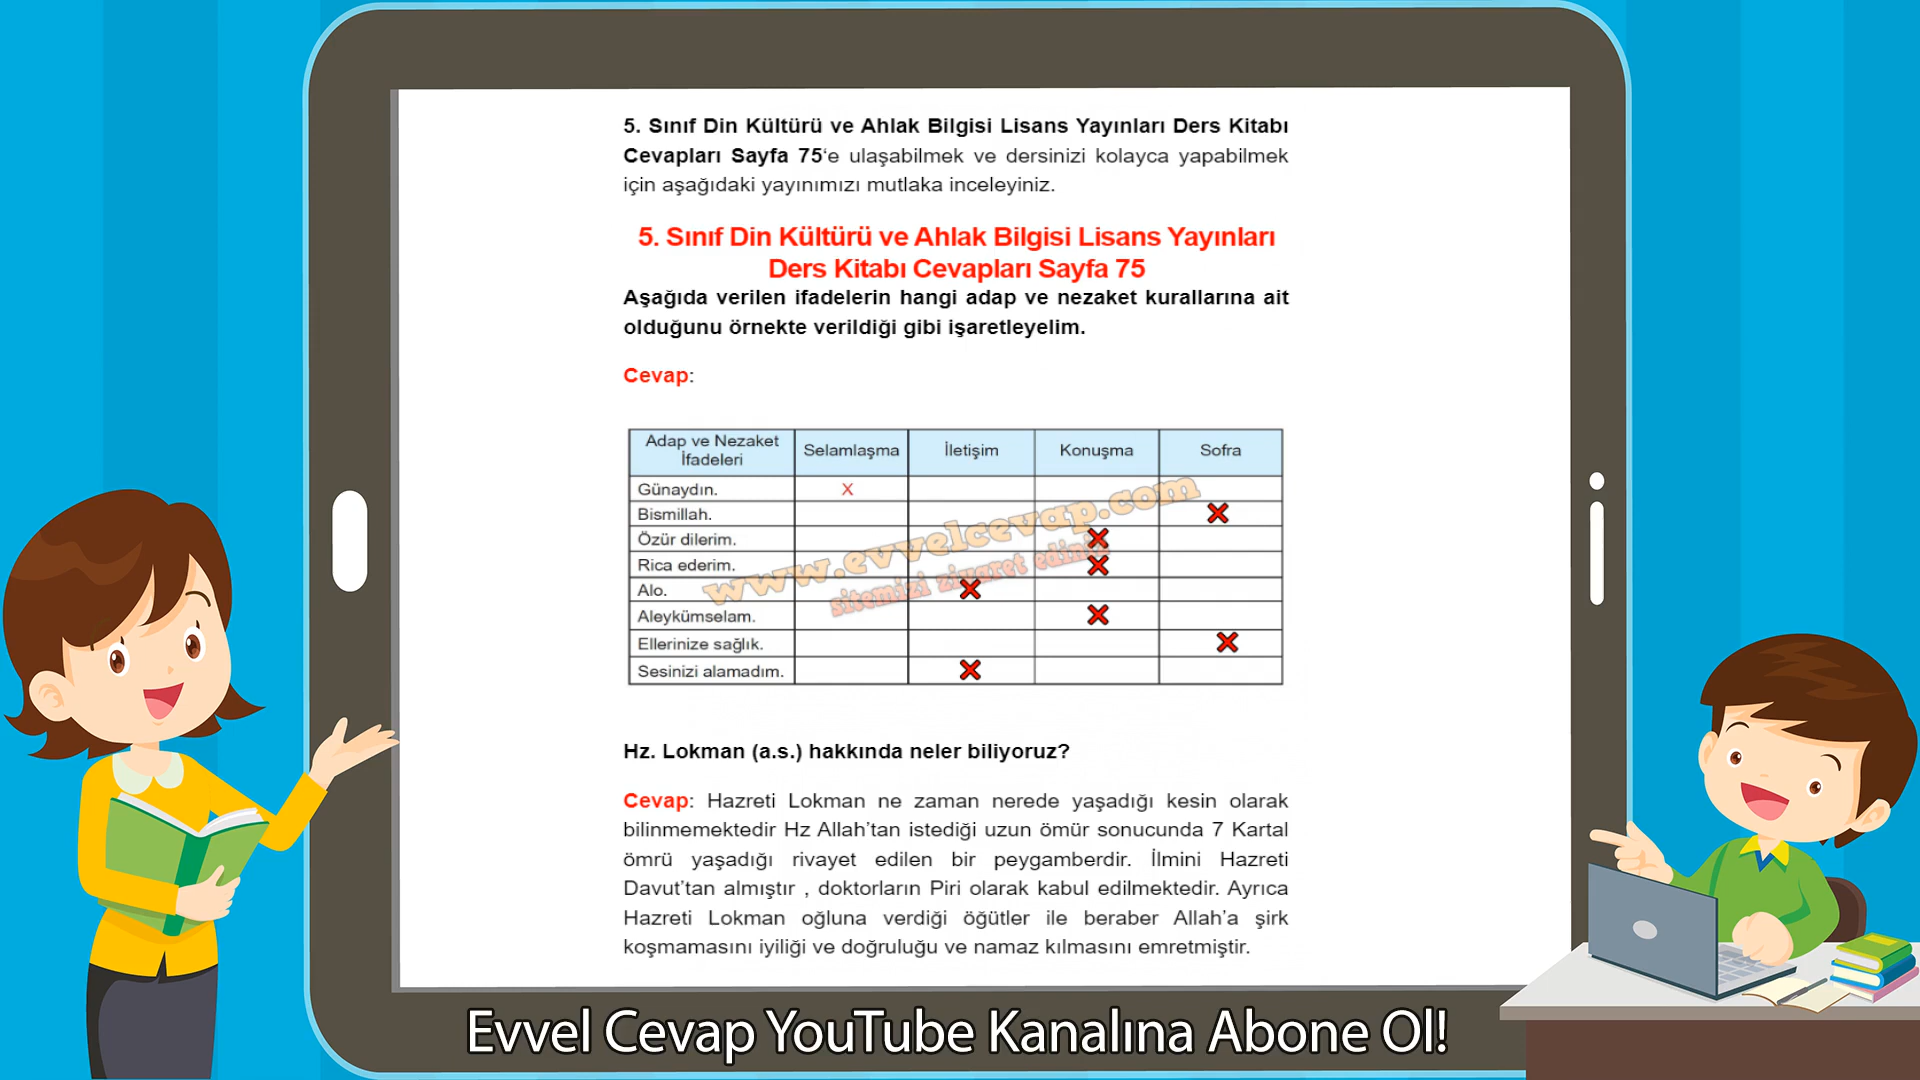 5. Sınıf Din Kültürü ve Ahlak Bilgisi Lisans Yayınları Ders Kitabı
Cevapları Sayfa 75‘e ulaşabilmek ve dersinizi kolayca yapabilmek
için aşağıdaki yayınımızı mutlaka inceleyiniz.
5. Sınıf Din Kültürü ve Ahlak Bilgisi Lisans Yayınları
Ders Kitabı Cevapları Sayfa 75
Aşağıda verilen ifadelerin hangi adap ve nezaket kurallarına ait
olduğunu örnekte verildiği gibi işaretleyelim.
Cevap:
Adap ve Nezaket
İfadeleri
Selamlaşma
İletişim
Konuşma
Sofra
Günaydın.
X
Bismillah.
Özür dilerim.
Rica ederim.
Alo.
Aleykümselam.
Ellerinize sağlık.
Sesinizi alamadım.
www.evvelcevap.com
sitemizi ziyaret ediniz
Hz. Lokman (a.s.) hakkında neler biliyoruz?
Cevap: Hazreti Lokman ne zaman nerede yaşadığı kesin olarak
bilinmemektedir Hz Allah’tan istediği uzun ömür sonucunda 7 Kartal
ömrü yaşadığı rivayet edilen bir peygamberdir. İlmini Hazreti
Davut’tan almıştır , doktorların Piri olarak kabul edilmektedir. Ayrıca
Hazreti Lokman oğluna verdiği öğütler ile beraber Allah’a şirk
koşmamasını iyiliği ve doğruluğu ve namaz kılmasını emretmiştir.
Evvel Cevap YouTube Kanalına Abone Ol!